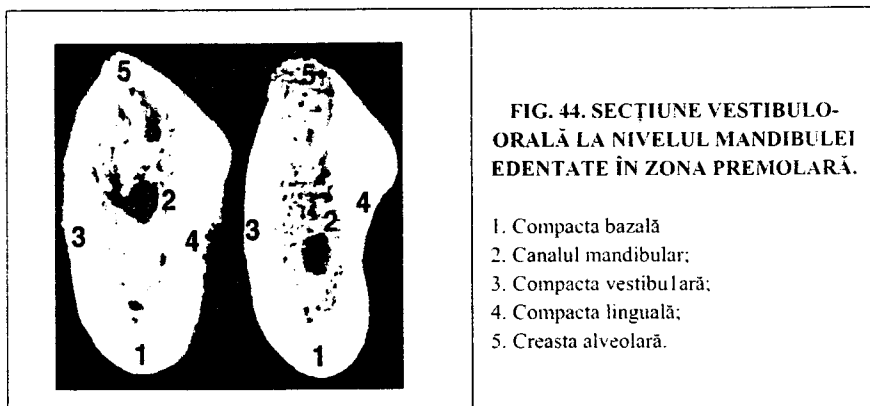 5 5
2 4
2
3 4 3
1 1
FIG. 44. SECȚIUNE VESTIBULO-
ORALĂ LA NIVELUL MANDIBULEI
EDENTATE ÎN ZONA PREMOLARĂ.
1. Compacta bazală
2. Canalul mandibular;
3. Compacta vestibulară;
4. Compacta linguală;
5. Creasta alveolară.